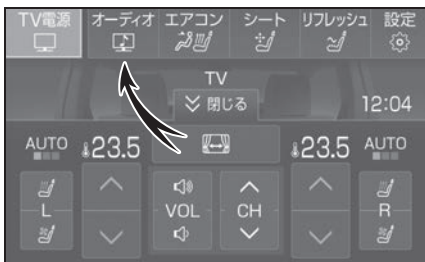 TV電源 オーディオ エアコン シート リフレッシュ 設定
TV
閉じる
12:04
AUTO 23.5 23.5 AUTO
L VOL CH R